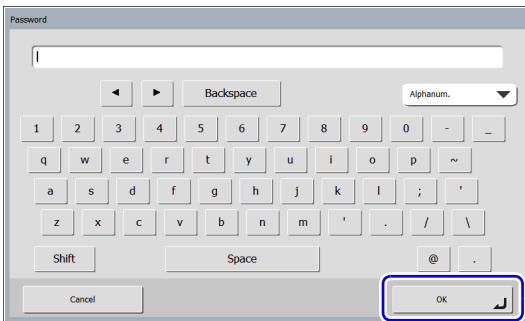 Password
◄ ► Backspace Alphanum.
1 2 3 4 5 6 7 8 9 0 - _
q w e r t y u i o p ~
a s d f g h j k l ; '
z x c v b n m ' . / \
Shift Space @ .
Cancel OK